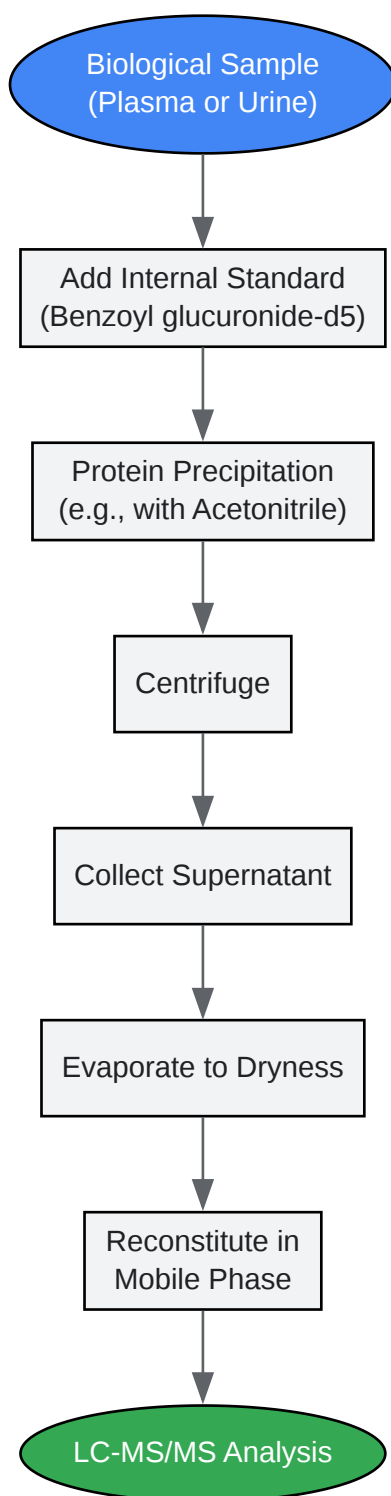 Biological Sample
(Plasma or Urine)
Add Internal Standard
(Benzoyl glucuronide-d5)
Protein Precipitation
(e.g., with Acetonitrile)
Centrifuge
Collect Supernatant
Evaporate to Dryness
Reconstitute in
Mobile Phase
LC-MS/MS Analysis